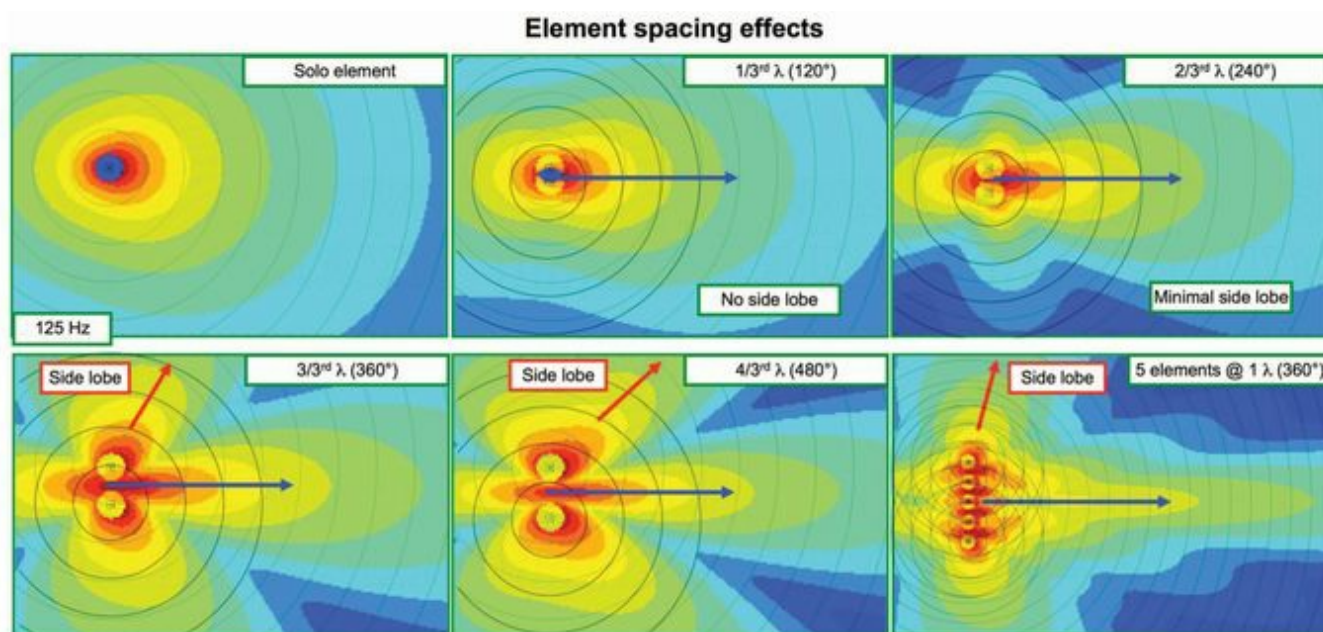 Element spacing effects
Solo element
1/3rd λ (120°)
2/3rd λ (240°)
No side lobe
Minimal side lobe
125 Hz
Side lobe
3/3rd λ (360°)
Side lobe
4/3rd λ (480°)
Side lobe
5 elements @ 1 λ (360°)